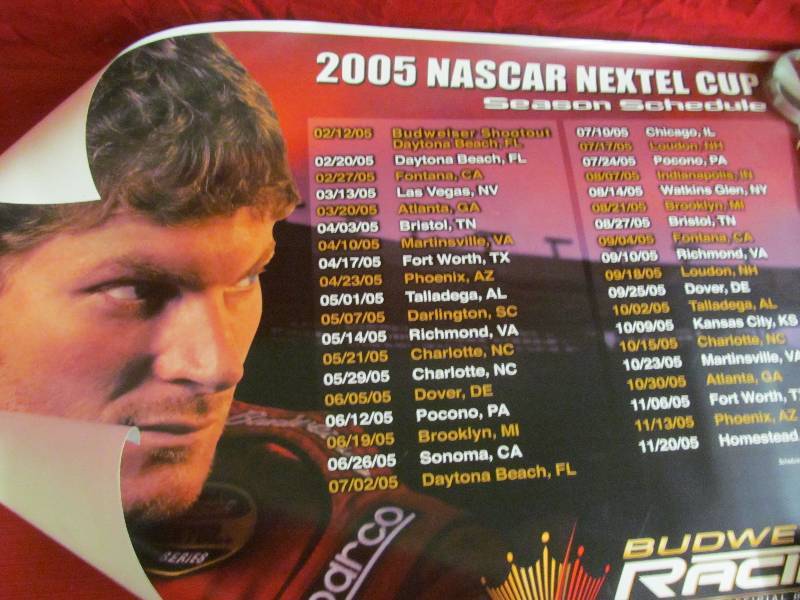 2005 NASCAR NEXTEL CUP
Season Schedule
02/12/05 Budweiser Shootout
Daytona Beach, FL
02/20/05 Daytona Beach, FL
02/27/05 Fontana, CA
03/13/05 Las Vegas, NV
03/20/05 Atlanta, GA
04/03/05 Bristol, TN
04/10/05 Martinsville, VA
04/17/05 Fort Worth, TX
04/23/05 Phoenix, AZ
05/01/05 Talladega, AL
05/07/05 Darlington, SC
05/14/05 Richmond, VA
05/21/05 Charlotte, NC
05/29/05 Charlotte, NC
06/05/05 Dover, DE
06/12/05 Pocono, PA
06/19/05 Brooklyn, MI
06/26/05 Sonoma, CA
07/02/05 Daytona Beach, FL
07/10/05 Chicago, IL
07/17/05 Loudon, NH
07/24/05 Pocono, PA
08/07/05 Indianapolis, IN
08/14/05 Watkins Glen, NY
08/21/05 Brooklyn, MI
08/27/05 Bristol, TN
09/04/05 Fontana, CA
09/10/05 Richmond, VA
09/18/05 Loudon, NH
09/25/05 Dover, DE
10/02/05 Talladega, AL
10/09/05 Kansas City, KS
10/15/05 Charlotte, NC
10/23/05 Martinsville, VA
10/30/05 Atlanta, GA
11/06/05 Fort Worth, T
11/13/05 Phoenix, AZ
11/20/05 Homestead
SERIES
parco
BUDWE
RACI